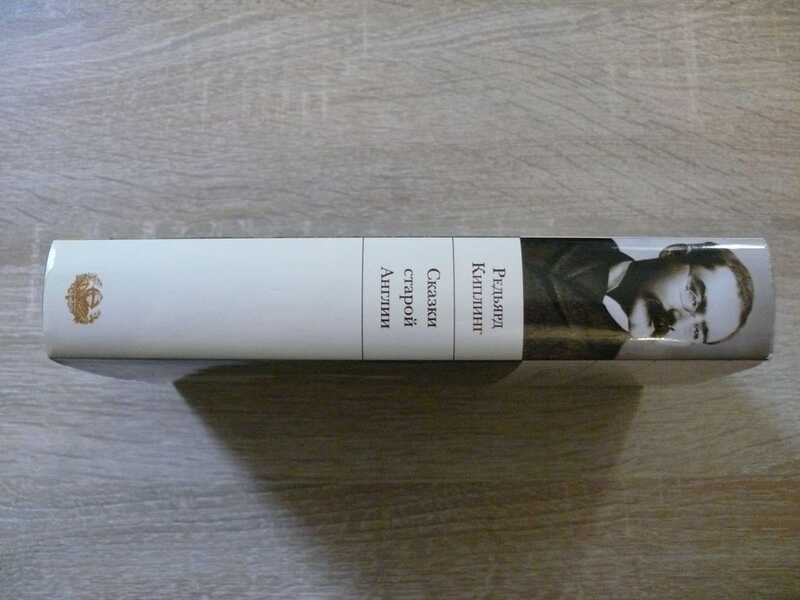 Редьярд
Киплинг
Сказки
старой
Англии